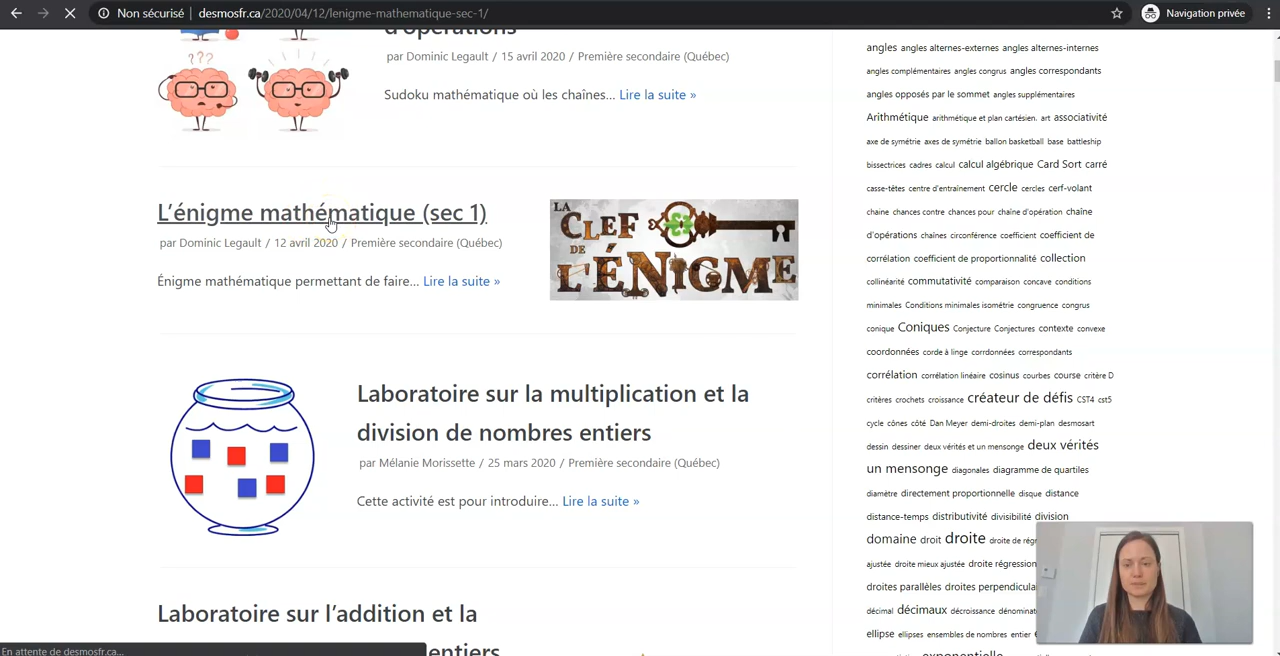 Non sécurisé | desmosfr.ca/2020/04/12/lenigme-mathematique-sec-1/
Navigation privée
d'opérations
par Dominic Legault / 15 avril 2020 / Première secondaire (Québec)
Sudoku mathématique où les chaînes... Lire la suite »
L'énigme mathématique (sec 1)
par Dominic Legault / 12 avril 2020 / Première secondaire (Québec)
Énigme mathématique permettant de faire... Lire la suite »
LA
CLEF
DE
L'ÉNIGME
Laboratoire sur la multiplication et la
division de nombres entiers
par Mélanie Morissette / 25 mars 2020 / Première secondaire (Québec)
Cette activité est pour introduire... Lire la suite »
Laboratoire sur l'addition et la
entiers
En attente de desmosfr.ca...
angles angles alternes-externes angles alternes-internes
angles complémentaires angles congrus angles correspondants
angles opposés par le sommet angles supplémentaires
Arithmétique arithmétique et plan cartésien. art associativité
axe de symétrie axes de symétrie ballon basketball base battleship
bissectrices cadres calcul calcul algébrique Card Sort carré
casse-têtes centre d'entraînement cercle cercles cerf-volant
chaine chances contre chances pour chaîne d'opération chaîne
d'opérations chaînes circonférence coefficient coefficient de
corrélation coefficient de proportionnalité collection
collinéarité commutativité comparaison concave conditions
minimales Conditions minimales isométrie congruence congrus
conique Coniques Conjecture Conjectures contexte convexe
coordonnées corde à linge corrdonnées correspondants
corrélation corrélation linéaire cosinus courbes course critère D
critères crochets croissance créateur de défis CST4 cst5
cycle cônes côté Dan Meyer demi-droites demi-plan desmosart
dessin dessiner deux vérités et un mensonge deux vérités
un mensonge diagonales diagramme de quartiles
diamètre directement proportionnelle disque distance
distance-temps distributivité divisibilité division
domaine droit droite droite de régr
ajustée droite mieux ajustée droite régression
droites parallèles droites perpendicula
décimal décimaux décroissance dénominat
ellipse ellipses ensembles de nombres entier
exponentielle